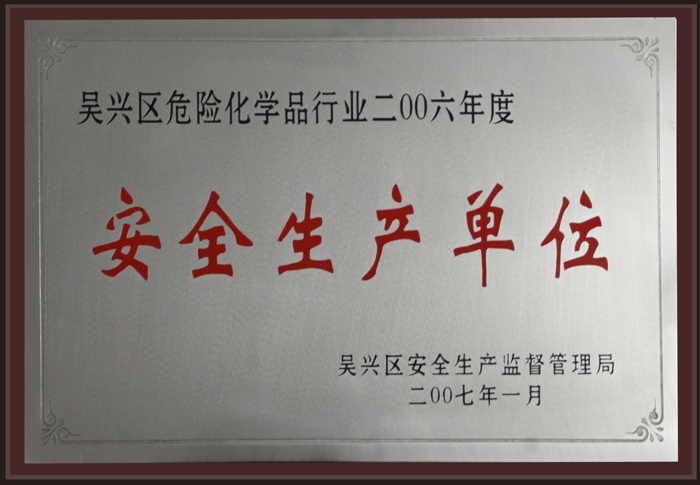 吴兴区危险化学品行业二00六年度
安全生产单位
吴兴区安全生产监督管理局
二00七年一月